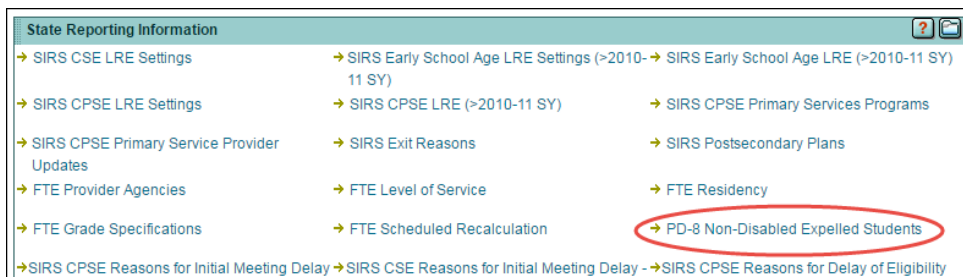 State Reporting Information ?
→ SIRS CSE LRE Settings → SIRS Early School Age LRE Settings (>2010- → SIRS Early School Age LRE (>2010-11 SY)
11 SY)
→ SIRS CPSE LRE Settings → SIRS CPSE LRE (>2010-11 SY) → SIRS CPSE Primary Services Programs
→ SIRS CPSE Primary Service Provider → SIRS Exit Reasons → SIRS Postsecondary Plans
Updates
→ FTE Provider Agencies → FTE Level of Service → FTE Residency
→ FTE Grade Specifications → FTE Scheduled Recalculation → PD-8 Non-Disabled Expelled Students
→SIRS CPSE Reasons for Initial Meeting Delay →SIRS CSE Reasons for Initial Meeting Delay - →SIRS CPSE Reasons for Delay of Eligibility